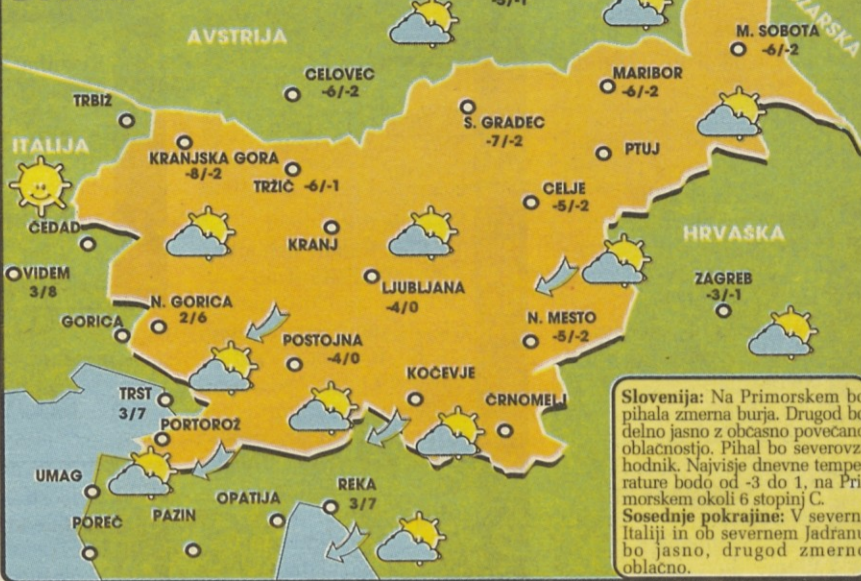 -5/-1
AVSTRIJA
M. SOBOTA
-6/-2
CELOVEC
-6/-2
MARIBOR
-6/-2
TRBIŽ
S. GRADEC
-7/-2
ITALIJA
KRANJSKA GORA
-8/-2
PTUJ
TRŽIČ -6/-1
CELJE
-5/-2
ČEDAD
KRANJ
HRVAŠKA
VIDEM
3/8
LJUBLJANA
-4/0
ZAGREB
-3/-1
N. GORICA
2/6
GORICA
N. MESTO
-5/-2
POSTOJNA
-4/0
KOČEVJE
TRST
3/7
ČRNOMELJ
PORTOROŽ
UMAG
OPATIJA
REKA
3/7
POREČ
PAZIN
Slovenija: Na Primorskem bo
pihala zmerna burja. Drugod bo
delno jasno z občasno povečano
oblačnostjo. Pihal bo severovz
hodnik. Najvišje dnevne tempe
rature bodo od -3 do 1, na Pri
morskem okoli 6 stopinj C.
Sosednje pokrajine: V severn
Italiji in ob severnem Jadranu
bo jasno, drugod zmerno
oblačno.